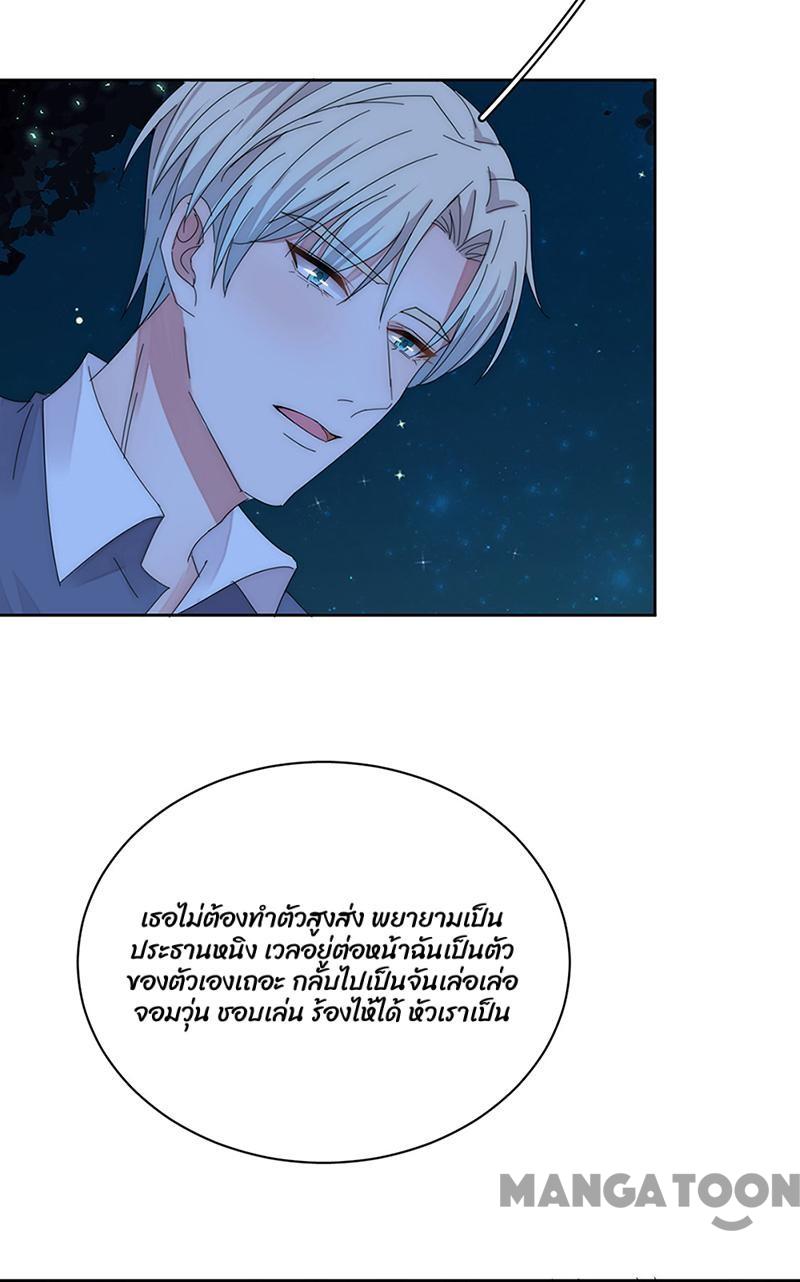 เธอไม่ต้องทำตัวสูงส่ง พยายามเป็น
ประธานหนิง เวลอยู่ต่อหน้าฉันเป็นตัว
ของตัวเองเถอะ กลับไปเป็นจันเล่อเล่อ
จอมวุ่น ชอบเล่น ร้องไห้ได้ หัวเราเป็น
MANGATOON